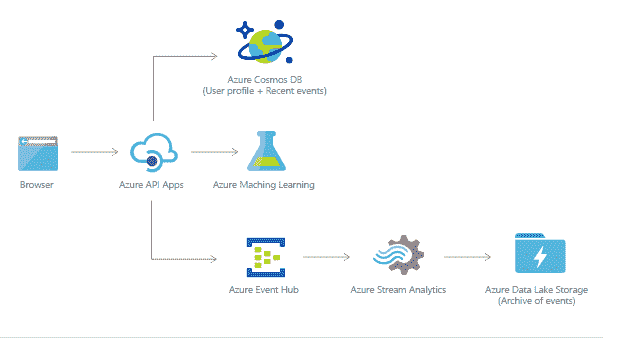 Azure Cosmos DB
(User profile + Recent events)
Browser
Azure API Apps
Azure Maching Learning
Azure Event Hub
Azure Stream Analytics
Azure Data Lake Storage
(Archive of events)